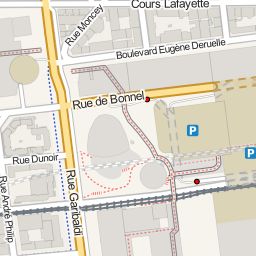 Cours Lafayette
Rue Moncey
Boulevard Eugène Deruelle
Rue de Bonnel
P
P
Rue Dunoir
Rue Garibaldi
Rue André Philip